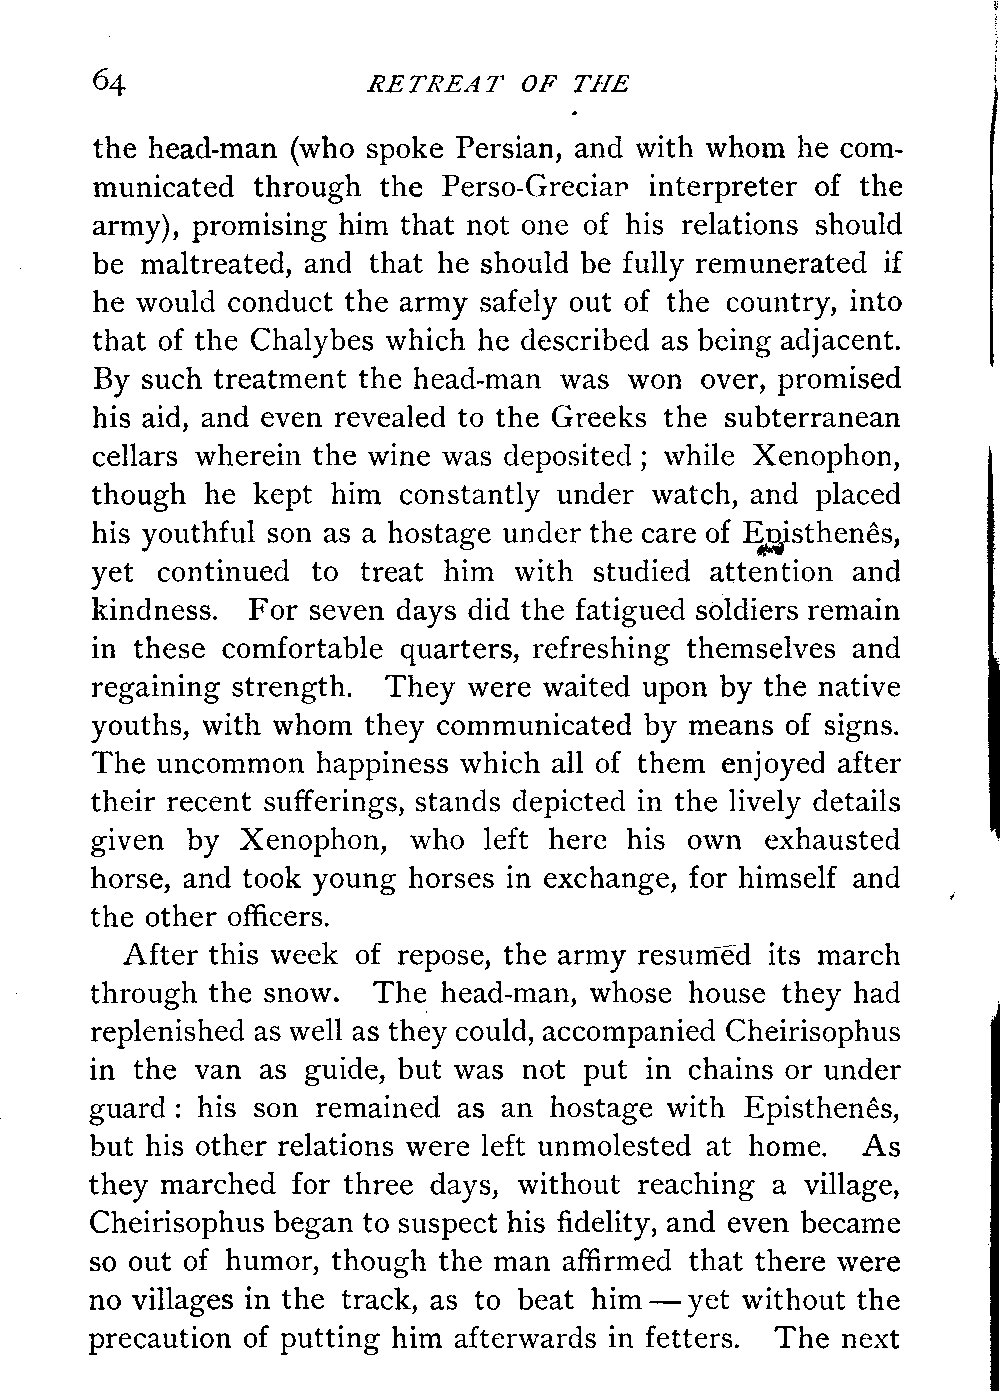 64 RETREAT OF THE
the head-man (who spoke Persian, and with whom he com-
municated through the Perso-Grecian interpreter of the
army), promising him that not one of his relations should
be maltreated, and that he should be fully remunerated if
he would conduct the army safely out of the country, into
that of the Chalybes which he described as being adjacent.
By such treatment the head-man was won over, promised
his aid, and even revealed to the Greeks the subterranean
cellars wherein the wine was deposited ; while Xenophon,
though he kept him constantly under watch, and placed
his youthful son as a hostage under the care of Episthenês,
yet continued to treat him with studied attention and
kindness. For seven days did the fatigued soldiers remain
in these comfortable quarters, refreshing themselves and
regaining strength. They were waited upon by the native
youths, with whom they communicated by means of signs.
The uncommon happiness which all of them enjoyed after
their recent sufferings, stands depicted in the lively details
given by Xenophon, who left here his own exhausted
horse, and took young horses in exchange, for himself and
the other officers.
After this week of repose, the army resumed its march
through the snow. The head-man, whose house they had
replenished as well as they could, accompanied Cheirisophus
in the van as guide, but was not put in chains or under
guard : his son remained as an hostage with Episthenês,
but his other relations were left unmolested at home. As
they marched for three days, without reaching a village,
Cheirisophus began to suspect his fidelity, and even became
so out of humor, though the man affirmed that there were
no villages in the track, as to beat him — yet without the
precaution of putting him afterwards in fetters. The next